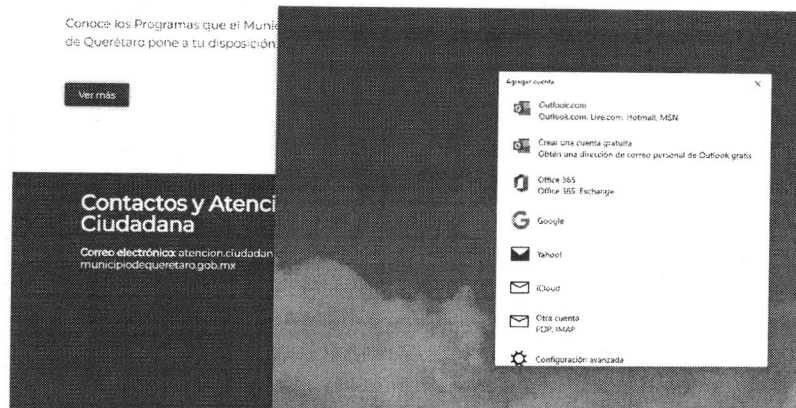 Conoce los Programas que el Munic
de Querétaro pone a tu disposición.
Ver más
Contactos y Atenci
Ciudadana
Correo electrónico: atencion.ciudadan
municipiodequeretaro.gob.mx
Agregar cuenta
Outlook.com
Outlook.com, Live.com, Hotmail, MSN
Crear una cuenta gratuita
Obtén una dirección de correo personal de Outlook gratis
Office 365
Office 365, Exchange
Google
Yahoo!
iCloud
Otra cuenta
POP, IMAP
Configuración avanzada